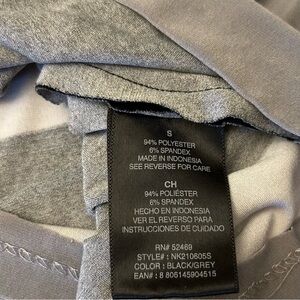 S
94% POLYESTER
6% SPANDEX
MADE IN INDONESIA
SEE REVERSE FOR CARE
CH
94% POLIÉSTER
6% SPANDEX
HECHO EN INDONESIA
VER EL REVERSO PARA
INSTRUCCIONES DE CUIDADO
RN# 52469
STYLE# : NK210605S
COLOR : BLACK/GREY
EAN# 8 806145904515